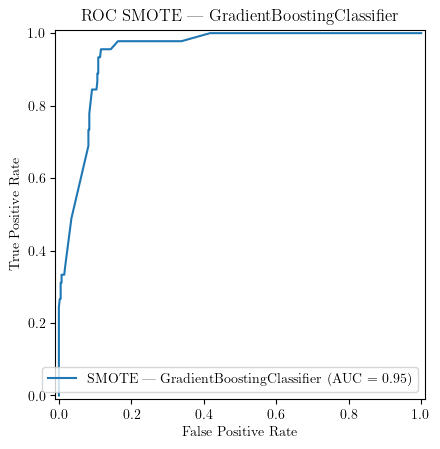 ROC SMOTE — GradientBoostingClassifier
1.0
0.8
0.6
0.4
0.2
0.0
True Positive Rate
SMOTE — GradientBoostingClassifier (AUC = 0.95)
0.0 0.2 0.4 0.6 0.8 1.0
False Positive Rate